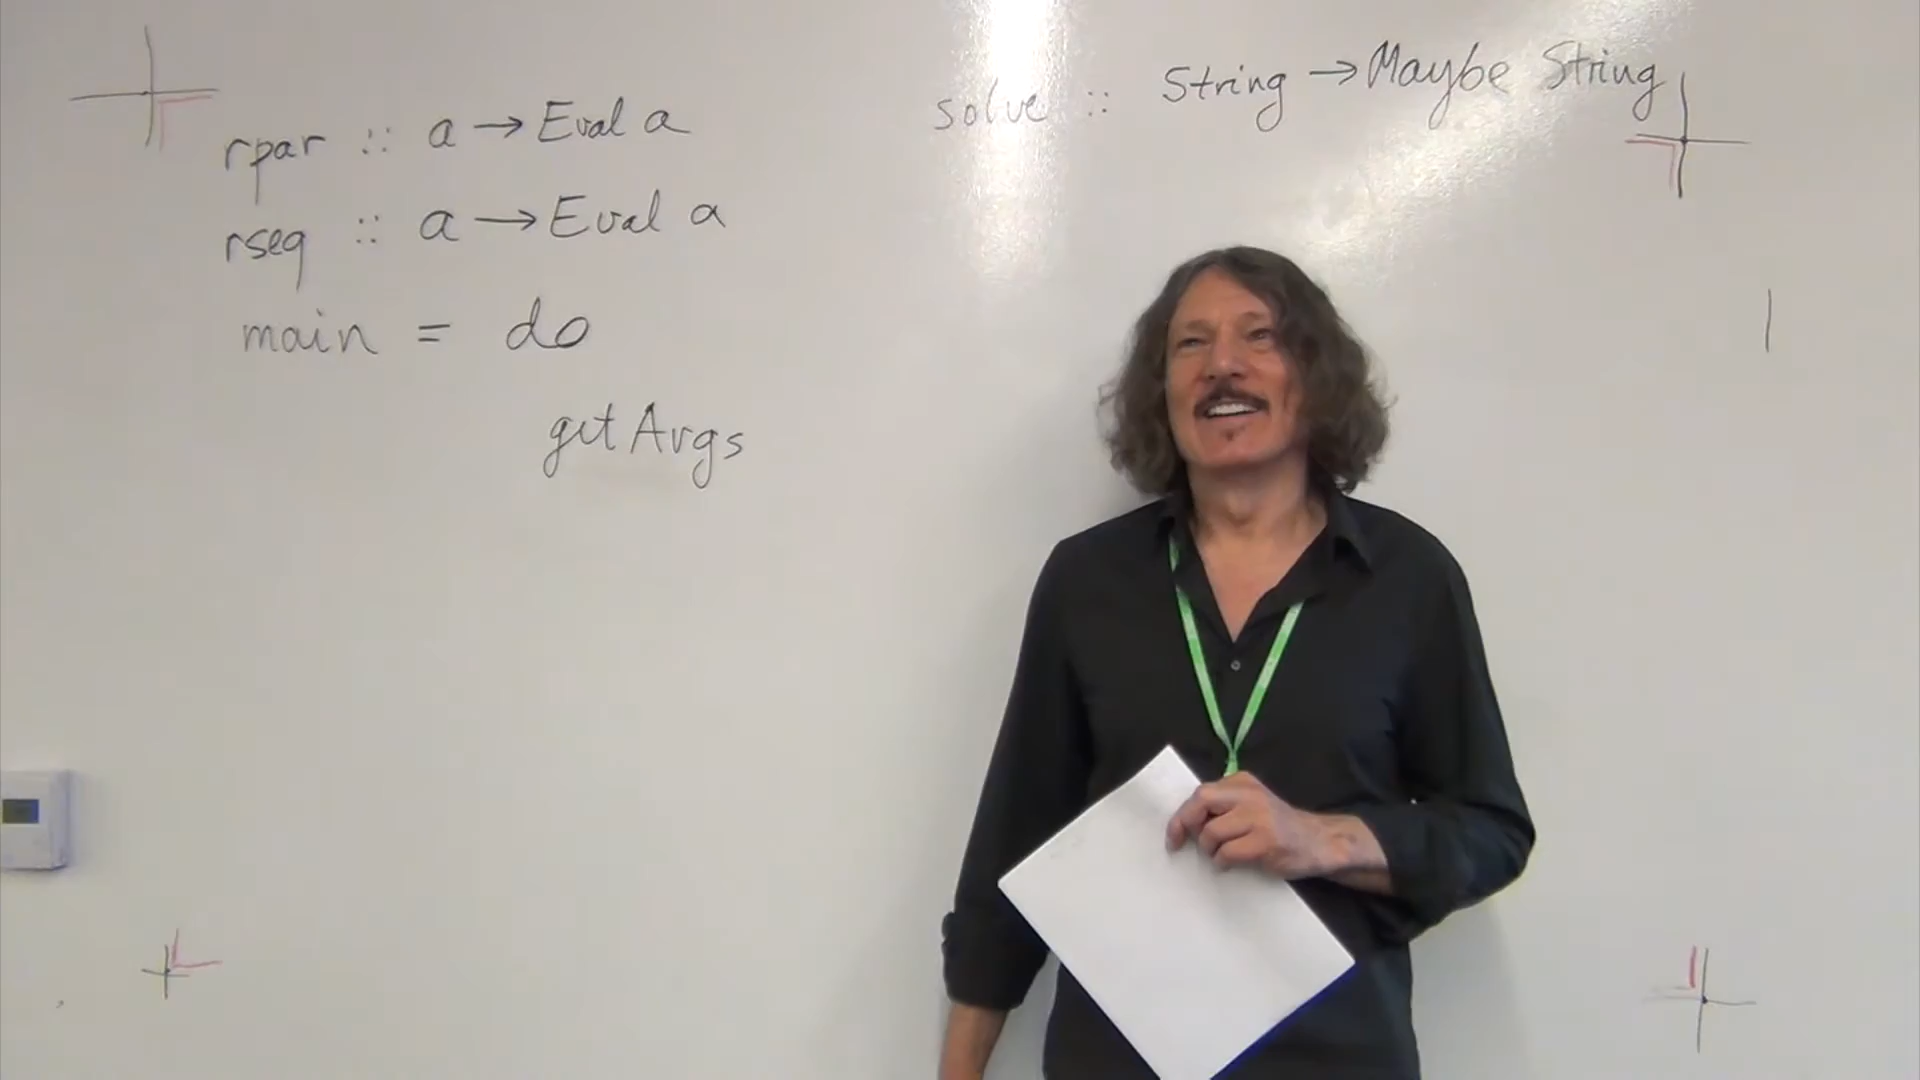 rpar :: a → Eval a
rseq :: a → Eval a
main = do
getArgs
solve :: String → Maybe String